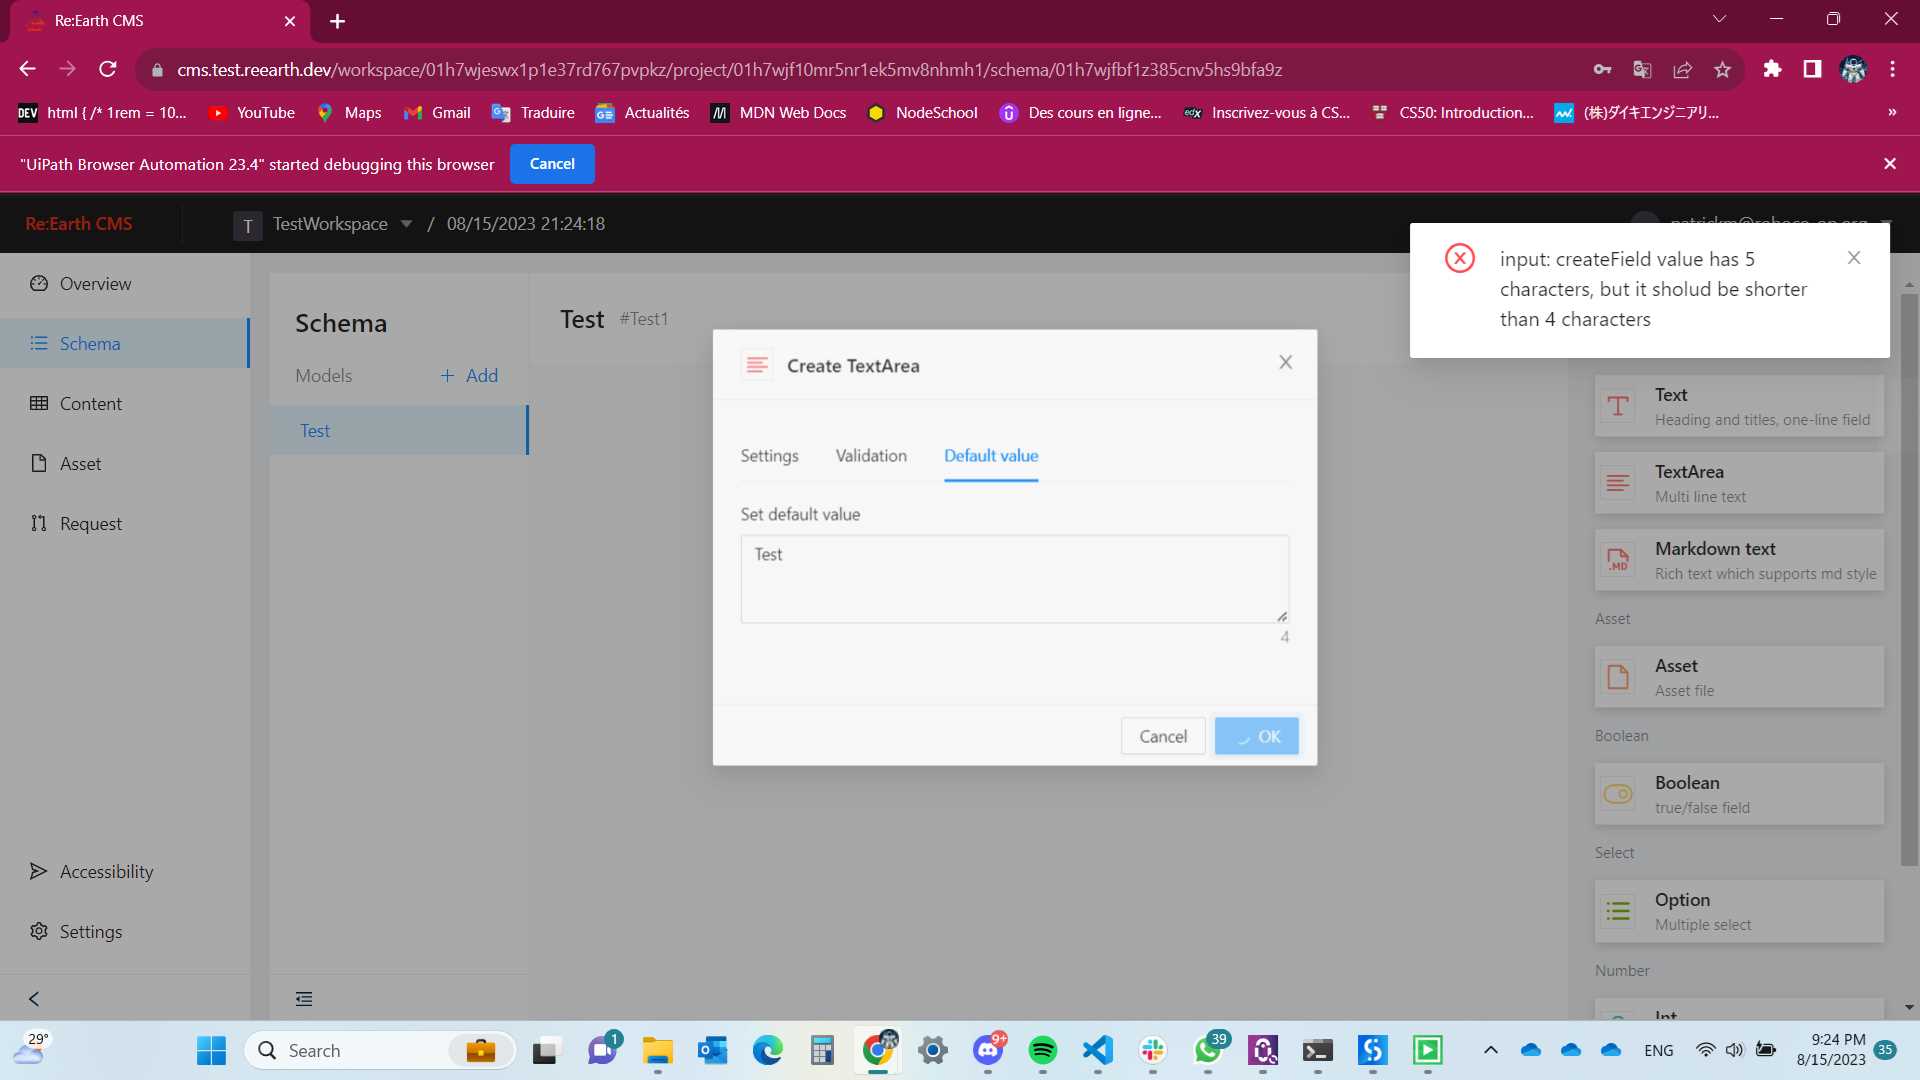 Re:Earth CMS
cms.test.reearth.dev/workspace/01h7wjeswx1p1e37rd767pvpkz/project/01h7wjf10mr5nr1ek5mv8nhmh1/schema/01h7wjfbf1z385cnv5hs9bfa9z
DEV html { /* 1rem = 10... YouTube Maps Gmail Traduire Actualités MDN Web Docs NodeSchool Des cours en ligne... edX Inscrivez-vous à CS... CS50: Introduction... (株)ダイキエンジニアリ... »
"UiPath Browser Automation 23.4" started debugging this browser Cancel
Re:Earth CMS T TestWorkspace / 08/15/2023 21:24:18
input: createField value has 5
characters, but it sholud be shorter
than 4 characters
Overview
Schema
Content
Asset
Request
Accessibility
Settings
Schema
Models + Add
Test
Test #Test1
Create TextArea
Settings Validation Default value
Set default value
Test
4
Cancel OK
Text
Heading and titles, one-line field
TextArea
Multi line text
.MD
Markdown text
Rich text which supports md style
Asset
Asset
Asset file
Boolean
Boolean
true/false field
Select
Option
Multiple select
Number
Int
29°
Search
1
9+
39
ENG
9:24 PM
8/15/2023
35